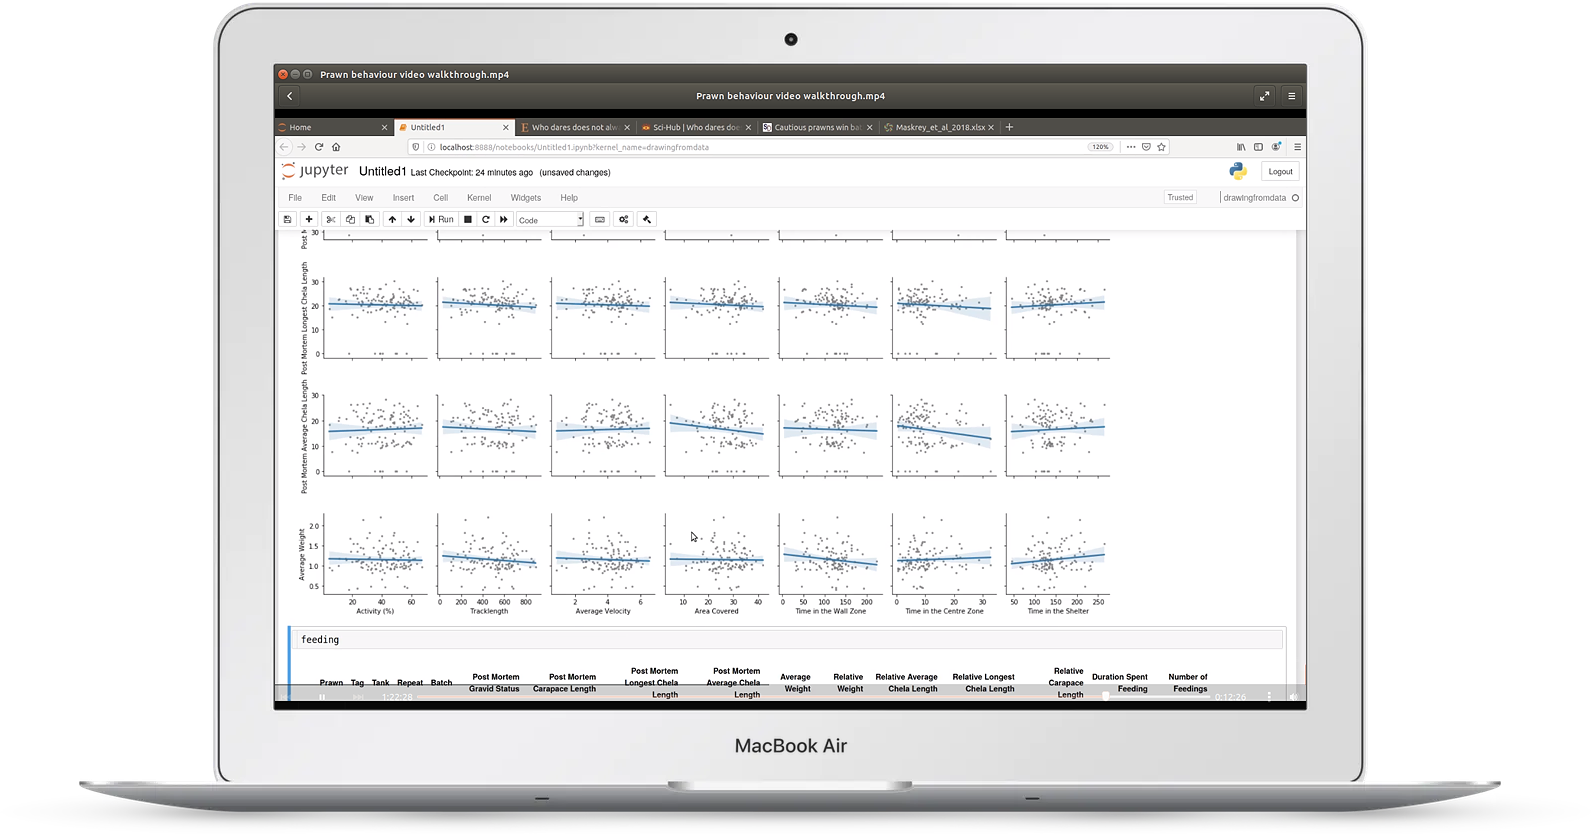 Prawn behaviour video walkthrough.mp4
Prawn behaviour video walkthrough.mp4
Home
Untitled1
Who dares does not alw
Sci-Hub | Who dares doe
Cautious prawns win ba
Maskrey_et_al_2018.xlsx
localhost:8888/notebooks/Untitled1.ipynb?kernel_name=drawingfromdata
120%
jupyter Untitled1 Last Checkpoint: 24 minutes ago (unsaved changes)
Logout
File Edit View Insert Cell Kernel Widgets Help
Trusted
drawingfromdata
Run
Code
Post M
30
Post Mortem Longest Chela Length
30
20
10
0
Post Mortem Average Chela Length
30
20
10
0
Average Weight
2.0
1.5
1.0
0.5
20 40 60
0 200 400 600 800
2 4 6
10 20 30 40
0 50 100 150 200
0 10 20 30
50 100 150 200 250
Activity (%)
Tracklength
Average Velocity
Area Covered
Time in the Wall Zone
Time in the Centre Zone
Time in the Shelter
feeding
Prawn
Tag
Tank
Repeat
Batch
Post Mortem
Gravid Status
Post Mortem
Carapace Length
Post Mortem
Longest Chela
Length
Post Mortem
Average Chela
Length
Average
Weight
Relative
Weight
Relative Average
Chela Length
Relative Longest
Chela Length
Relative
Carapace
Length
Duration Spent
Feeding
Number of
Feedings
1:27:28
0:12:26
MacBook Air